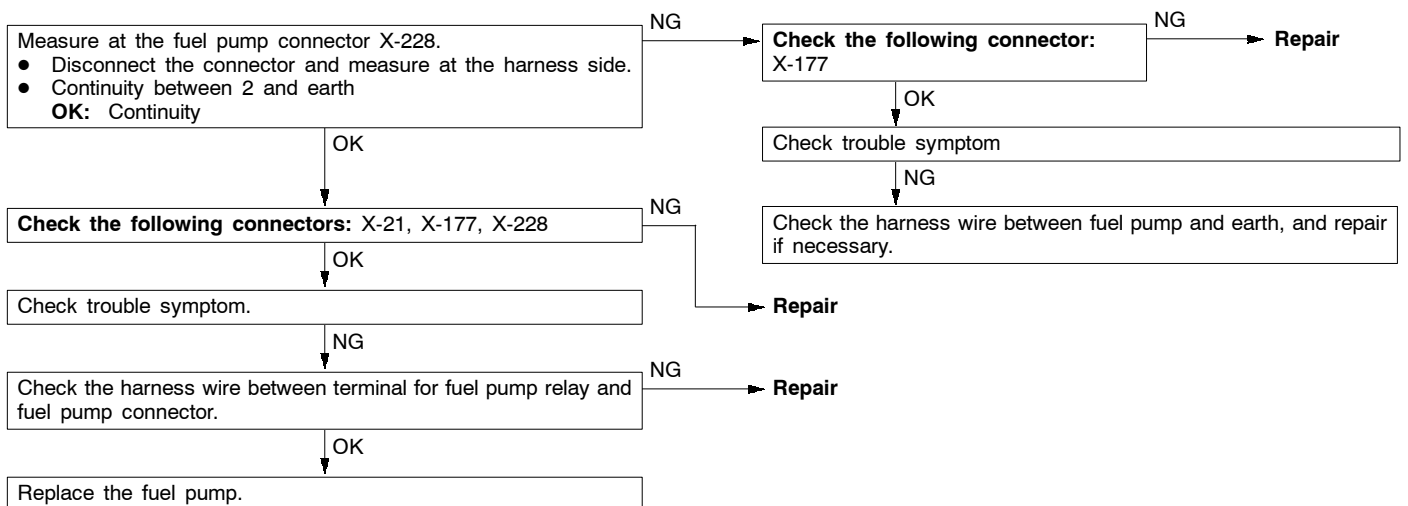 Measure at the fuel pump connector X-228.
● Disconnect the connector and measure at the harness side.
● Continuity between 2 and earth
OK: Continuity
NG
Check the following connector:
X-177
NG
Repair
OK
Check trouble symptom
NG
Check the harness wire between fuel pump and earth, and repair
if necessary.
OK
Check the following connectors: X-21, X-177, X-228
NG
Repair
OK
Check trouble symptom.
NG
Check the harness wire between terminal for fuel pump relay and
fuel pump connector.
NG
Repair
OK
Replace the fuel pump.